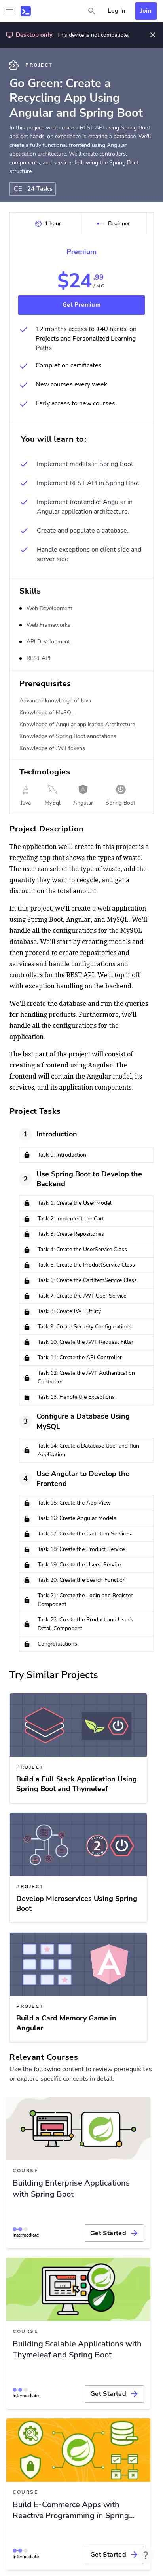 Log In
Join
Desktop only. This device is not compatible.
PROJECT
Go Green: Create a
Recycling App Using
Angular and Spring Boot
In this project, we'll create a REST API using Spring Boot
and get hands-on experience in creating a database. We'll
create a fully functional frontend using Angular
application architecture. We'll create controllers,
components, and services following the Spring Boot
structure.
24 Tasks
1 hour
Beginner
Premium
$24.99
/MO
Get Premium
12 months access to 140 hands-on
Projects and Personalized Learning
Paths
Completion certificates
New courses every week
Early access to new courses
You will learn to:
Implement models in Spring Boot.
Implement REST API in Spring Boot.
Implement frontend of Angular in
Angular application architecture.
Create and populate a database.
Handle exceptions on client side and
server side.
Skills
Web Development
Web Frameworks
API Development
REST API
Prerequisites
Advanced knowledge of Java
Knowledge of MySQL
Knowledge of Angular application Architecture
Knowledge of Spring Boot annotations
Knowledge of JWT tokens
Technologies
Java
MySql
Angular
Spring Boot
Project Description
The application we'll create in this project is a
recycling app that shows the types of waste.
The user can select the type of waste, add the
quantity they want to recycle, and get a
discount on the total amount.
In this project, we'll create a web application
using Spring Boot, Angular, and MySQL. We'll
handle all the configurations for the MySQL
database. We'll start by creating models and
then proceed to create repositories and
services and handle configurations and
controllers for the REST API. We'll top it off
with exception handling on the backend.
We'll create the database and run the queries
for handling products. Furthermore, we'll
handle all the configurations for the
application.
The last part of the project will consist of
creating a frontend using Angular. The
frontend will contain the Angular model, its
services, and its application components.
Project Tasks
1
Introduction
Task 0: Introduction
2
Use Spring Boot to Develop the
Backend
Task 1: Create the User Model
Task 2: Implement the Cart
Task 3: Create Repositories
Task 4: Create the UserService Class
Task 5: Create the ProductService Class
Task 6: Create the CartItemService Class
Task 7: Create the JWT User Service
Task 8: Create JWT Utility
Task 9: Create Security Configurations
Task 10: Create the JWT Request Filter
Task 11: Create the API Controller
Task 12: Create the JWT Authentication
Controller
Task 13: Handle the Exceptions
3
Configure a Database Using
MySQL
Task 14: Create a Database User and Run
Application
4
Use Angular to Develop the
Frontend
Task 15: Create the App View
Task 16: Create Angular Models
Task 17: Create the Cart Item Services
Task 18: Create the Product Service
Task 19: Create the Users' Service
Task 20: Create the Search Function
Task 21: Create the Login and Register
Component
Task 22: Create the Product and User's
Detail Component
Congratulations!
Try Similar Projects
PROJECT
Build a Full Stack Application Using
Spring Boot and Thymeleaf
2
PROJECT
Develop Microservices Using Spring
Boot
PROJECT
Build a Card Memory Game in
Angular
Relevant Courses
Use the following content to review prerequisites
or explore specific concepts in detail.
COURSE
Building Enterprise Applications
with Spring Boot
Intermediate
Get Started
COURSE
Building Scalable Applications with
Thymeleaf and Spring Boot
Intermediate
Get Started
COURSE
Build E-Commerce Apps with
Reactive Programming in Spring...
Intermediate
Get Started
?